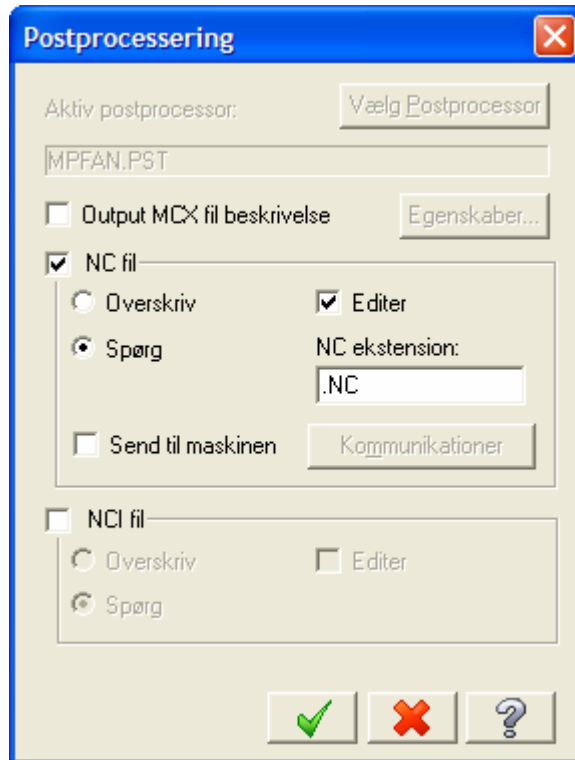 Postprocessering
Aktiv postprocessor:
Vælg Postprocessor
MPFAN.PST
Output MCX fil beskrivelse
Egenskaber...
NC fil
Overskriv
Editer
Spørg
NC ekstension:
.NC
Send til maskinen
Kommunikationer
NCI fil
Overskriv
Editer
Spørg